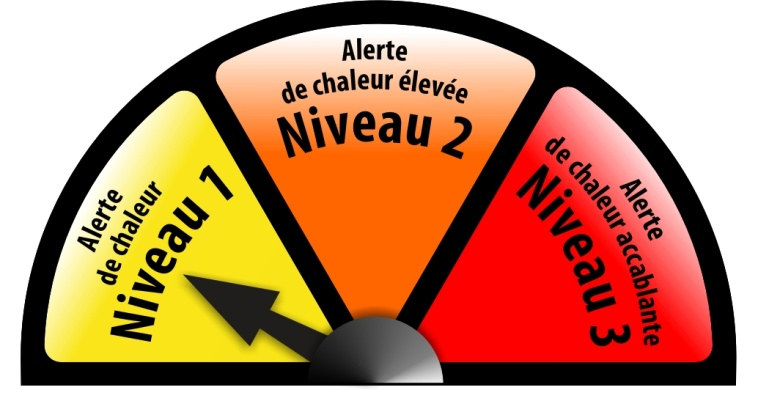 Alerte
de chaleur
Niveau 1
Alerte
de chaleur élevée
Niveau 2
Alerte
de chaleur accablante
Niveau 3